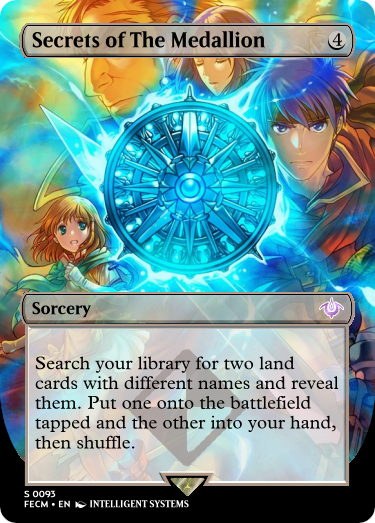 Secrets of The Medallion 4
Sorcery
Search your library for two land
cards with different names and reveal
them. Put one onto the battlefield
tapped and the other into your hand,
then shuffle.
S 0093
FECM • EN INTELLIGENT SYSTEMS